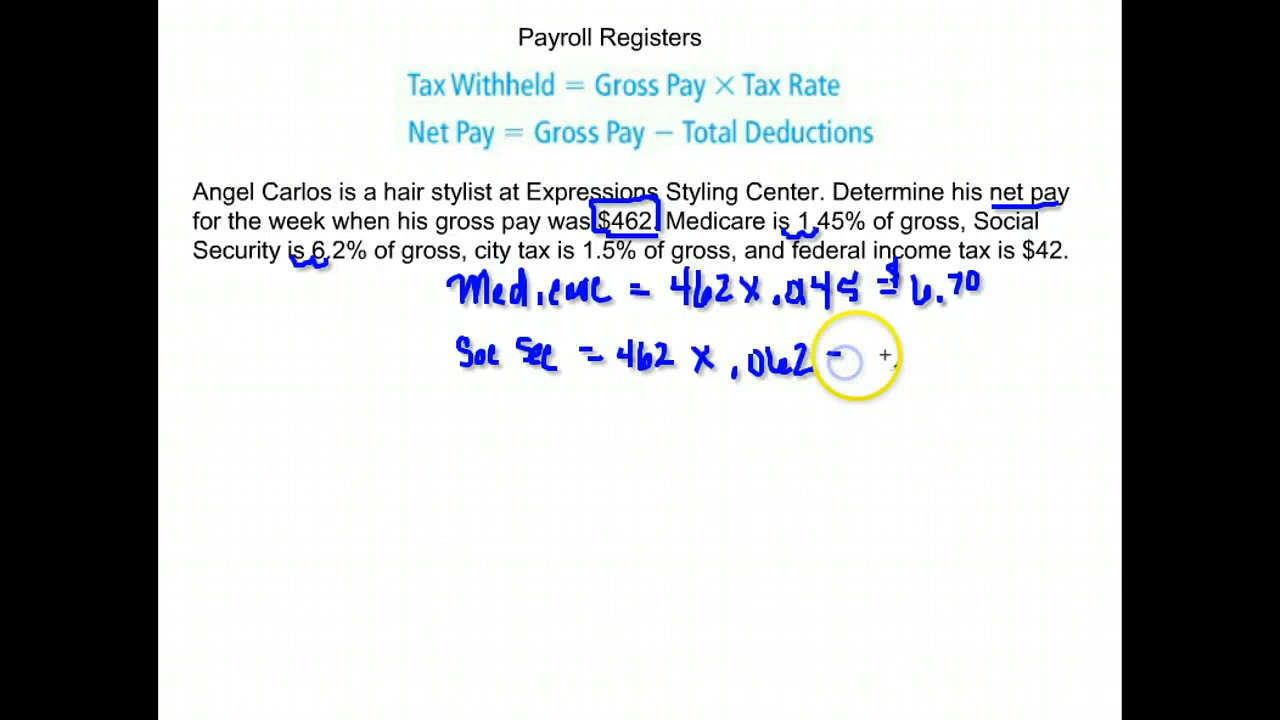 Payroll Registers
Tax Withheld = Gross Pay × Tax Rate
Net Pay = Gross Pay − Total Deductions
Angel Carlos is a hair stylist at Expressions Styling Center. Determine his net pay
for the week when his gross pay was $462. Medicare is 1.45% of gross, Social
Security is 6.2% of gross, city tax is 1.5% of gross, and federal income tax is $42.
Medicare = 462 x .0145 = $6.70
Soc Sec = 462 x .062 =